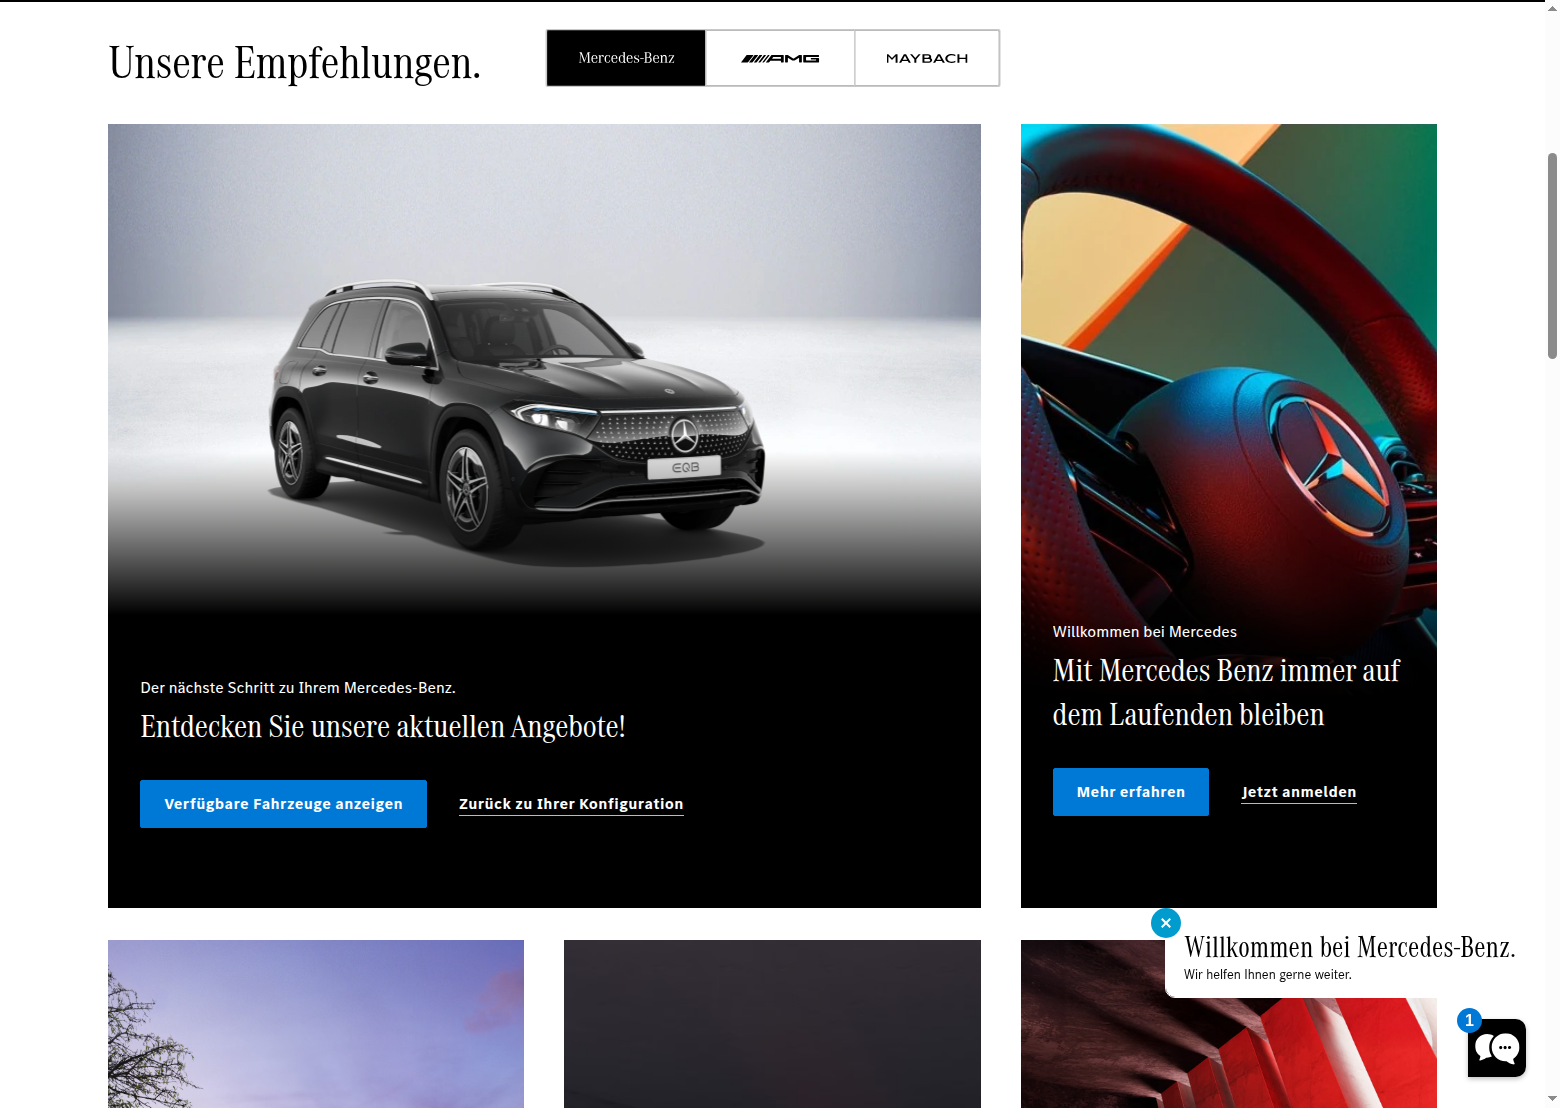 Unsere Empfehlungen.
Mercedes-Benz
AMG
MAYBACH
EQB
Der nächste Schritt zu Ihrem Mercedes-Benz.
Entdecken Sie unsere aktuellen Angebote!
Verfügbare Fahrzeuge anzeigen
Zurück zu Ihrer Konfiguration
Willkommen bei Mercedes
Mit Mercedes Benz immer auf
dem Laufenden bleiben
Mehr erfahren
Jetzt anmelden
Willkommen bei Mercedes-Benz.
Wir helfen Ihnen gerne weiter.
1